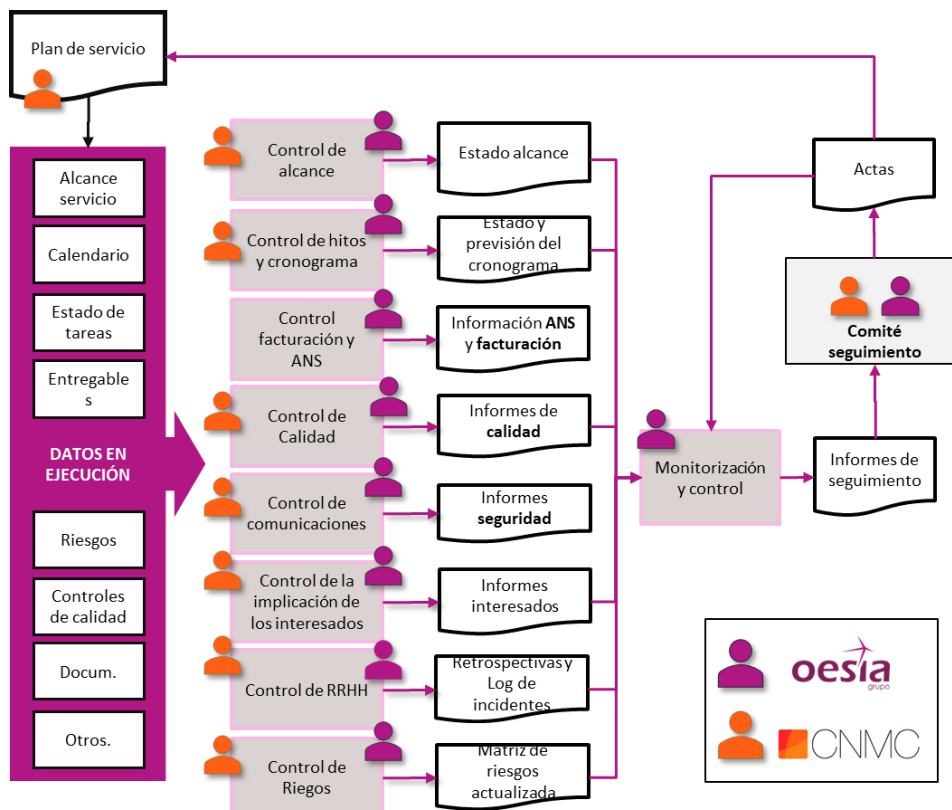 Plan de servicio
Alcance
servicio
Calendario
Estado de
tareas
Entregable
s
DATOS EN
EJECUCIÓN
Riesgos
Controles
de calidad
Docum.
Otros.
Control de
alcance
Estado alcance
Control de hitos
y cronograma
Estado y
previsión del
cronograma
Control
facturación y
ANS
Información ANS
y facturación
Control de
Calidad
Informes de
calidad
Control de
comunicaciones
Informes
seguridad
Control de la
implicación de
los interesados
Informes
interesados
Control de RRHH
Retrospectivas y
Log de
incidentes
Control de
Riegos
Matriz de
riesgos
actualizada
Monitorización
y control
Informes de
seguimiento
Comité
seguimiento
Actas
oesía
grupo
CNMC